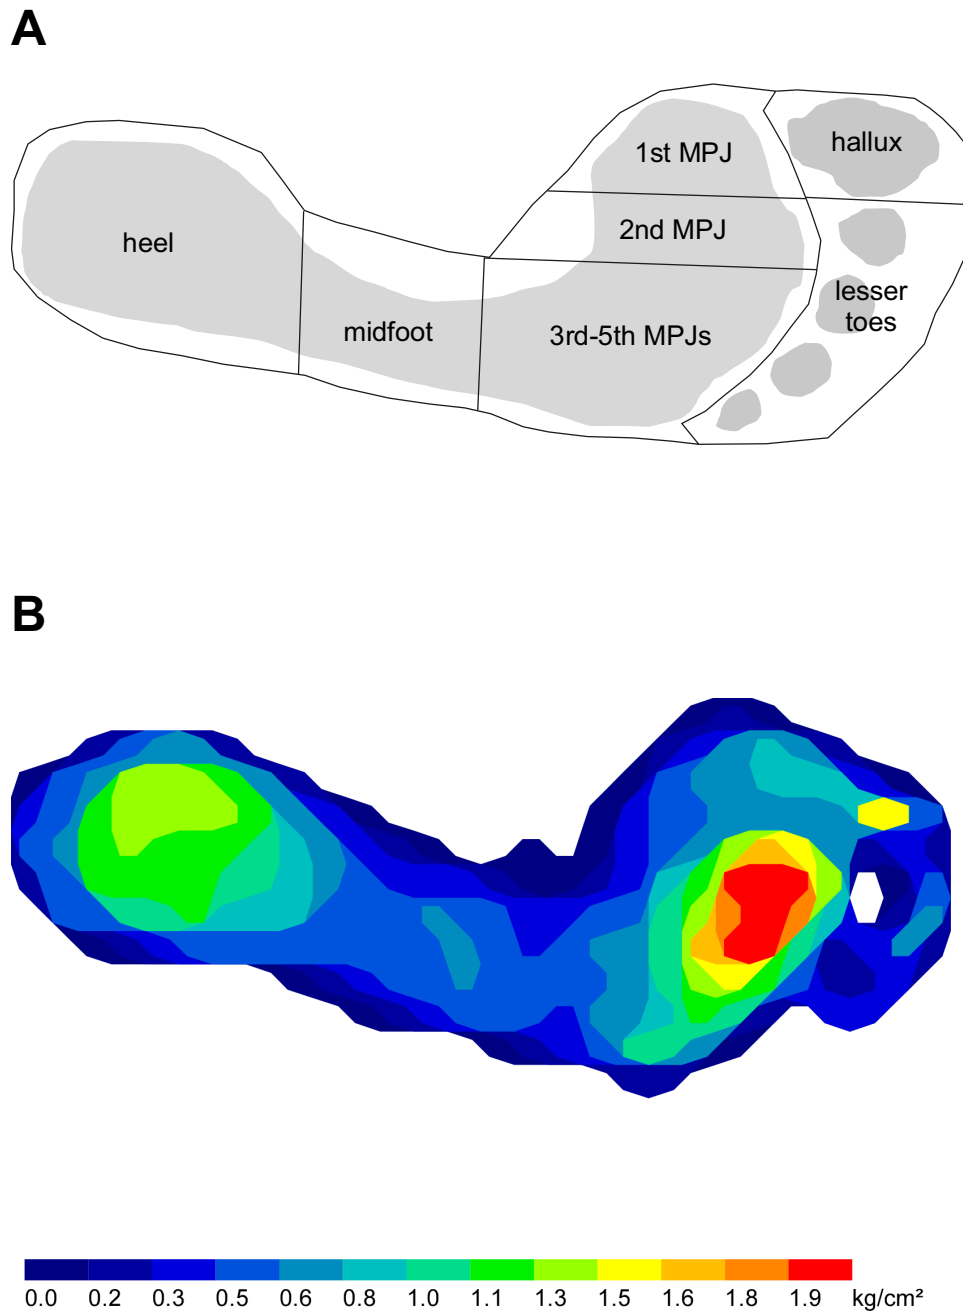 A
1st MPJ
hallux
2nd MPJ
heel
lesser
toes
midfoot
3rd-5th MPJs
B
0.0 0.2 0.3 0.5 0.6 0.8 1.0 1.1 1.3 1.5 1.6 1.8 1.9 kg/cm²